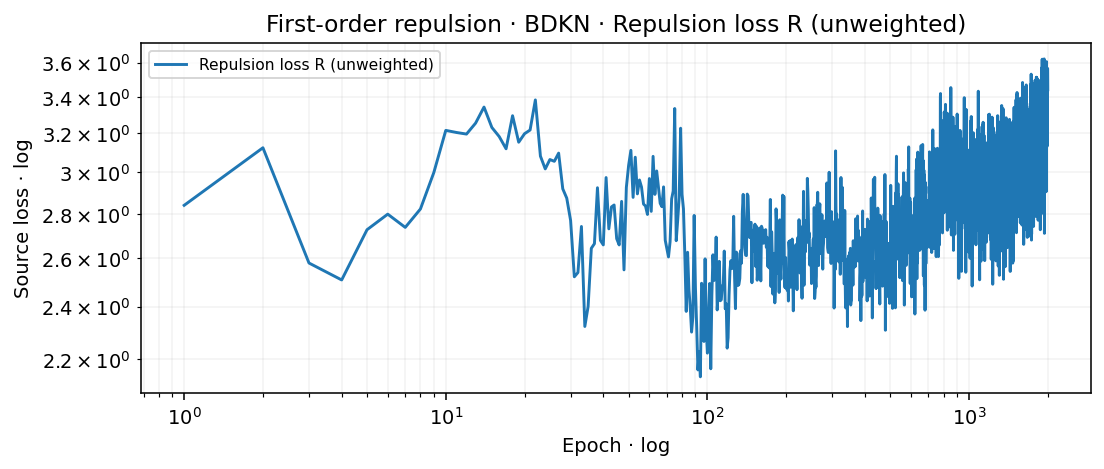 First-order repulsion · BDKN · Repulsion loss R (unweighted)
Repulsion loss R (unweighted)
Source loss · log
3.6 × 10⁰
3.4 × 10⁰
3.2 × 10⁰
3 × 10⁰
2.8 × 10⁰
2.6 × 10⁰
2.4 × 10⁰
2.2 × 10⁰
10⁰ 10¹ 10² 10³
Epoch · log